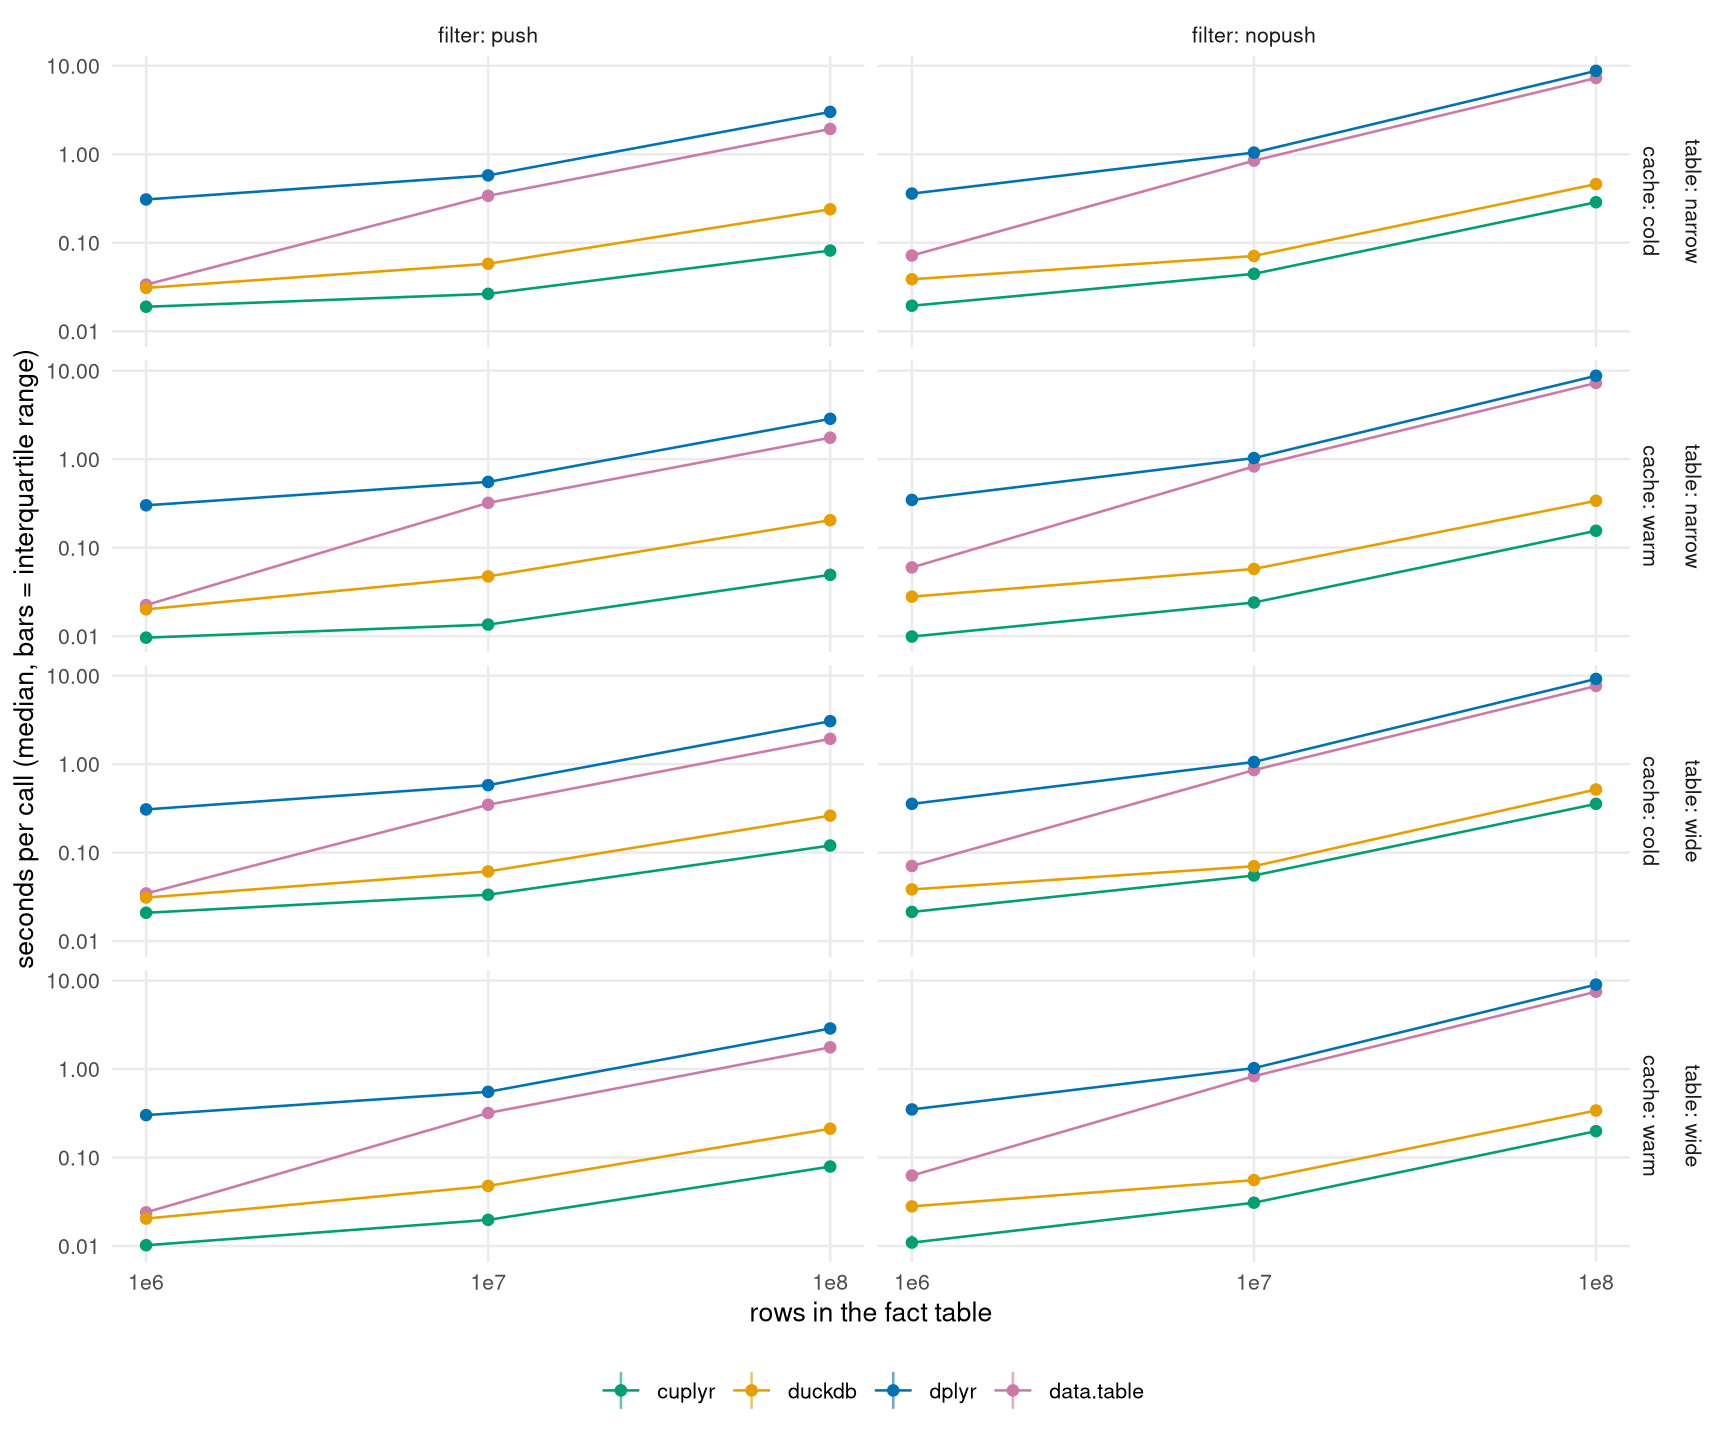 filter: push
filter: nopush
10.00
1.00
0.10
0.01
table: narrow
cache: cold
10.00
1.00
0.10
0.01
table: narrow
cache: warm
10.00
1.00
0.10
0.01
table: wide
cache: cold
10.00
1.00
0.10
0.01
table: wide
cache: warm
seconds per call (median, bars = interquartile range)
1e6
1e7
1e8
1e6
1e7
1e8
rows in the fact table
cuplyr
duckdb
dplyr
data.table